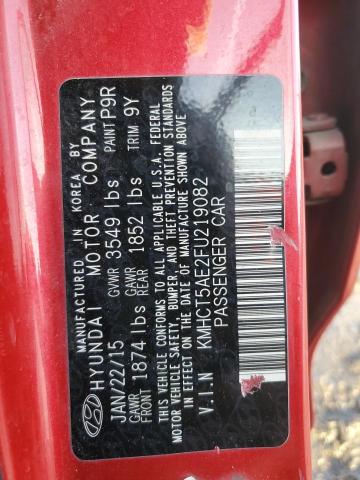 MANUFACTURED IN KOREA BY
HYUNDAI MOTOR COMPANY
JAN/22/15 GVWR 3549 lbs PAINT P9R
GAWR FRONT 1874 lbs GAWR REAR 1852 lbs TRIM 9Y
THIS VEHICLE CONFORMS TO ALL APPLICABLE U.S.A. FEDERAL
MOTOR VEHICLE SAFETY, BUMPER, AND THEFT PREVENTION STANDARDS
IN EFFECT ON THE DATE OF MANUFACTURE SHOWN ABOVE.
V.I.N KMHCT5AE2FU219082
PASSENGER CAR